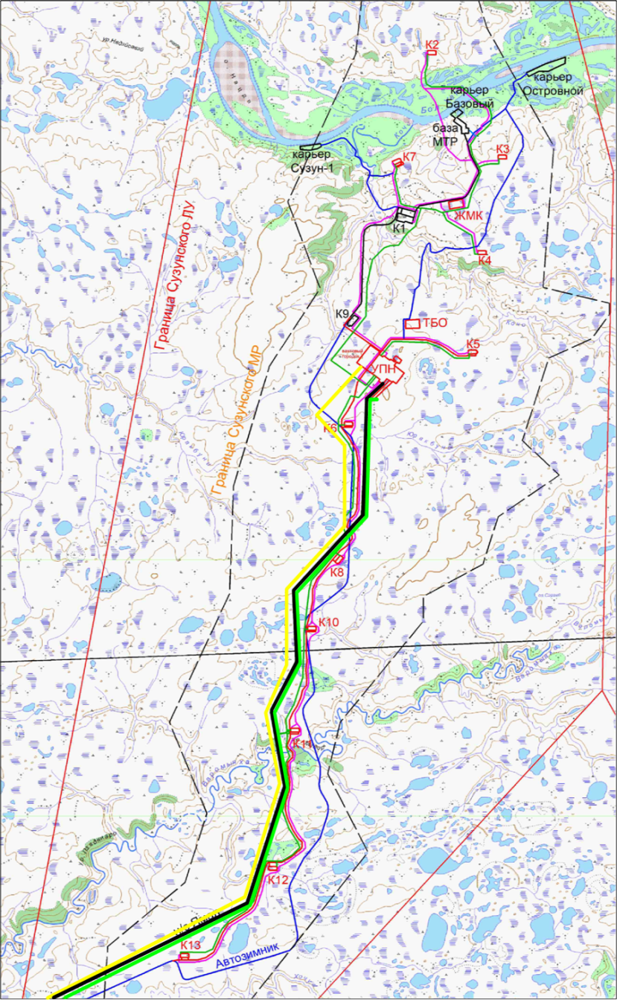 К2
карьер
Островной
карьер
Базовый
база
МТР
карьер
Сузун-1
К7
К3
ЖМК
К1
К4
Граница Сузунского ЛУ
К9
ТБО
К5
УПН
Граница Сузунского МР
К6
К8
К10
К11
К12
К13
Автозимник